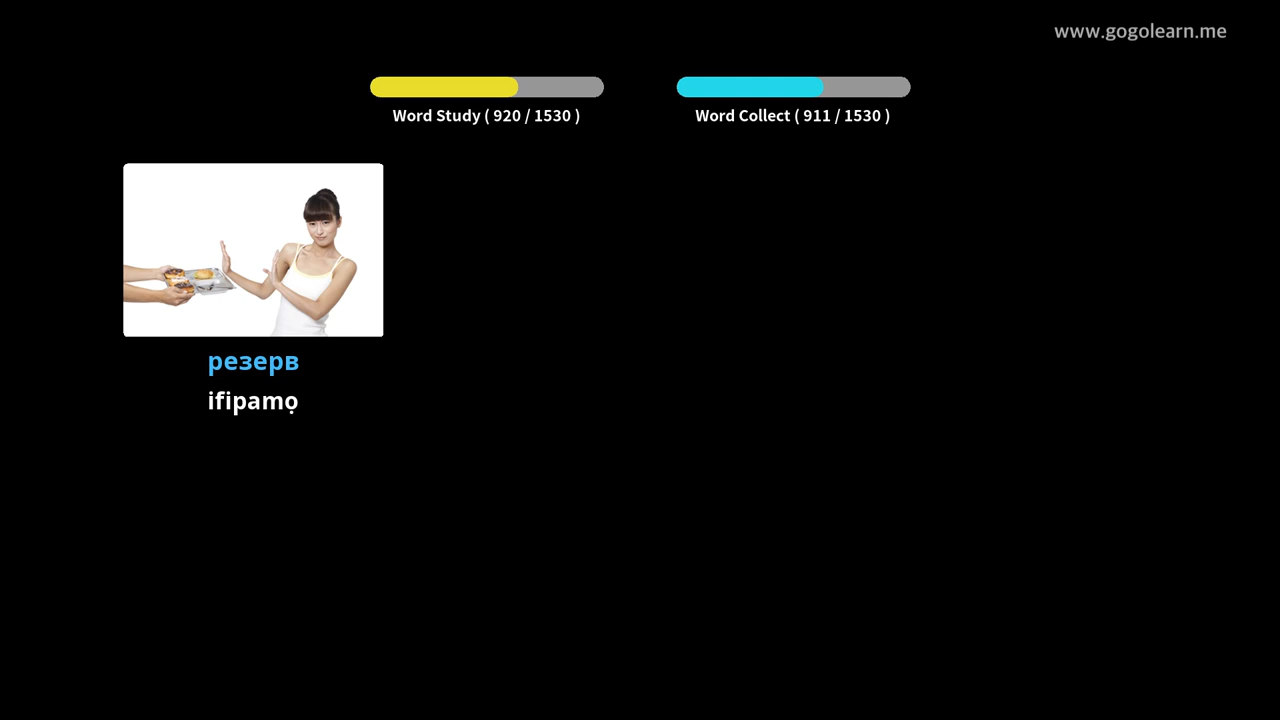 www.gogolearn.me
Word Study ( 920 / 1530 )
Word Collect ( 911 / 1530 )
резерв
ifipamọ